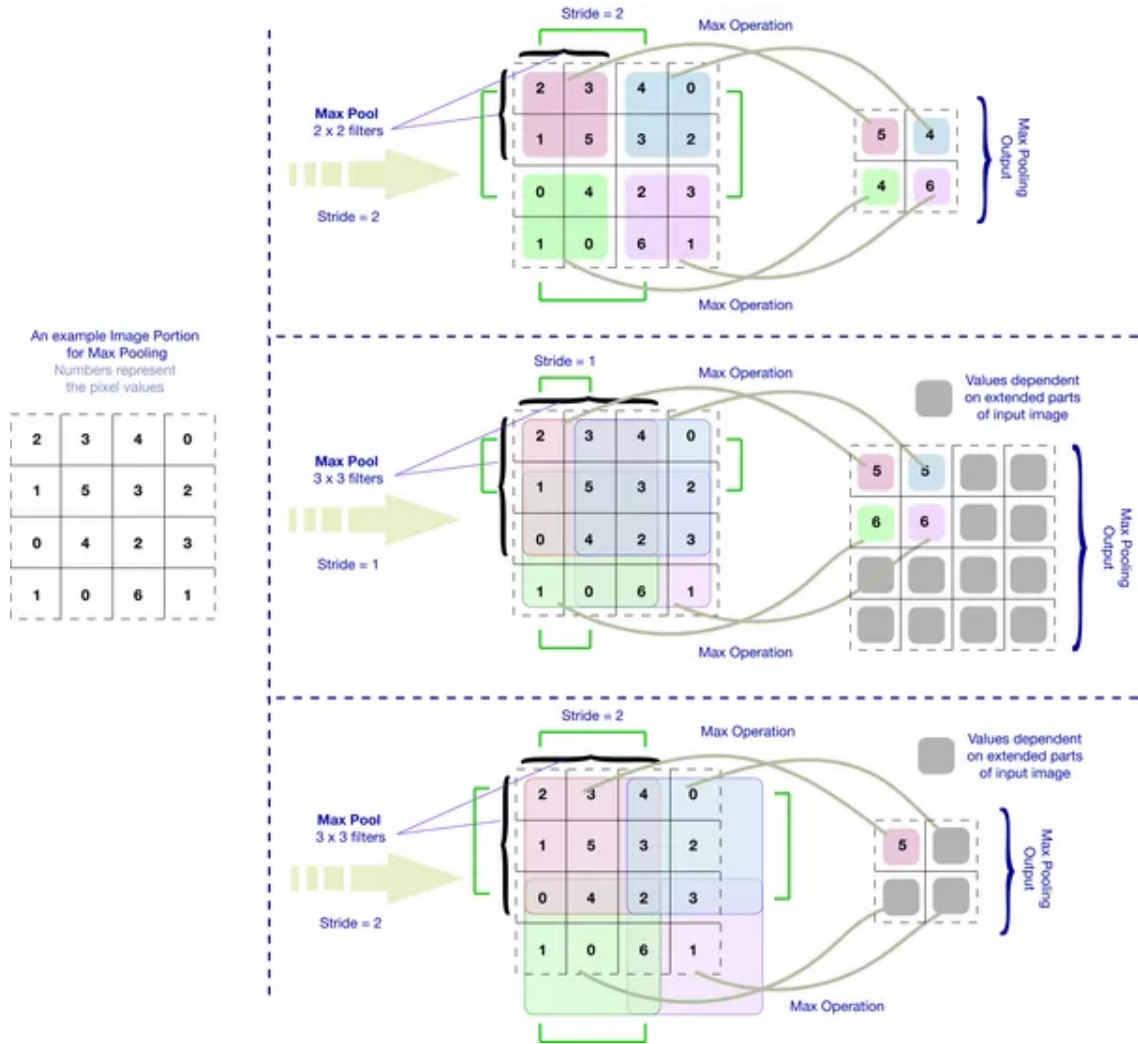 An example Image Portion
for Max Pooling
Numbers represent
the pixel values
2 3 4 0
1 5 3 2
0 4 2 3
1 0 6 1
Stride = 2
Max Operation
Max Pool
2 x 2 filters
Stride = 2
2 3 4 0
1 5 3 2
0 4 2 3
1 0 6 1
5 4
4 6
Max Pooling
Output
Max Operation
Stride = 1
Max Operation
Values dependent
on extended parts
of input image
Max Pool
3 x 3 filters
Stride = 1
2 3 4 0
1 5 3 2
0 4 2 3
1 0 6 1
5 5
6 6
Max Pooling
Output
Max Operation
Stride = 2
Max Operation
Values dependent
on extended parts
of input image
Max Pool
3 x 3 filters
Stride = 2
2 3 4 0
1 5 3 2
0 4 2 3
1 0 6 1
5
Max Pooling
Output
Max Operation